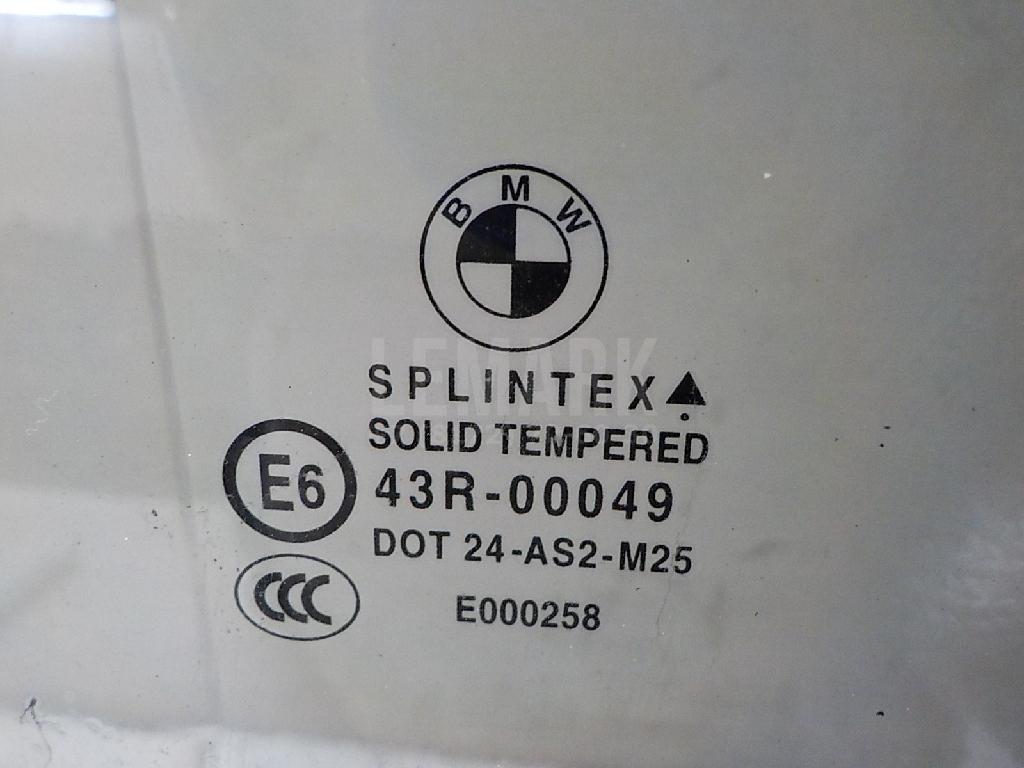 BMW
SPLINTEX
SOLID TEMPERED
E6 43R-00049
DOT 24-AS2-M25
CCC E000258
LEMARK